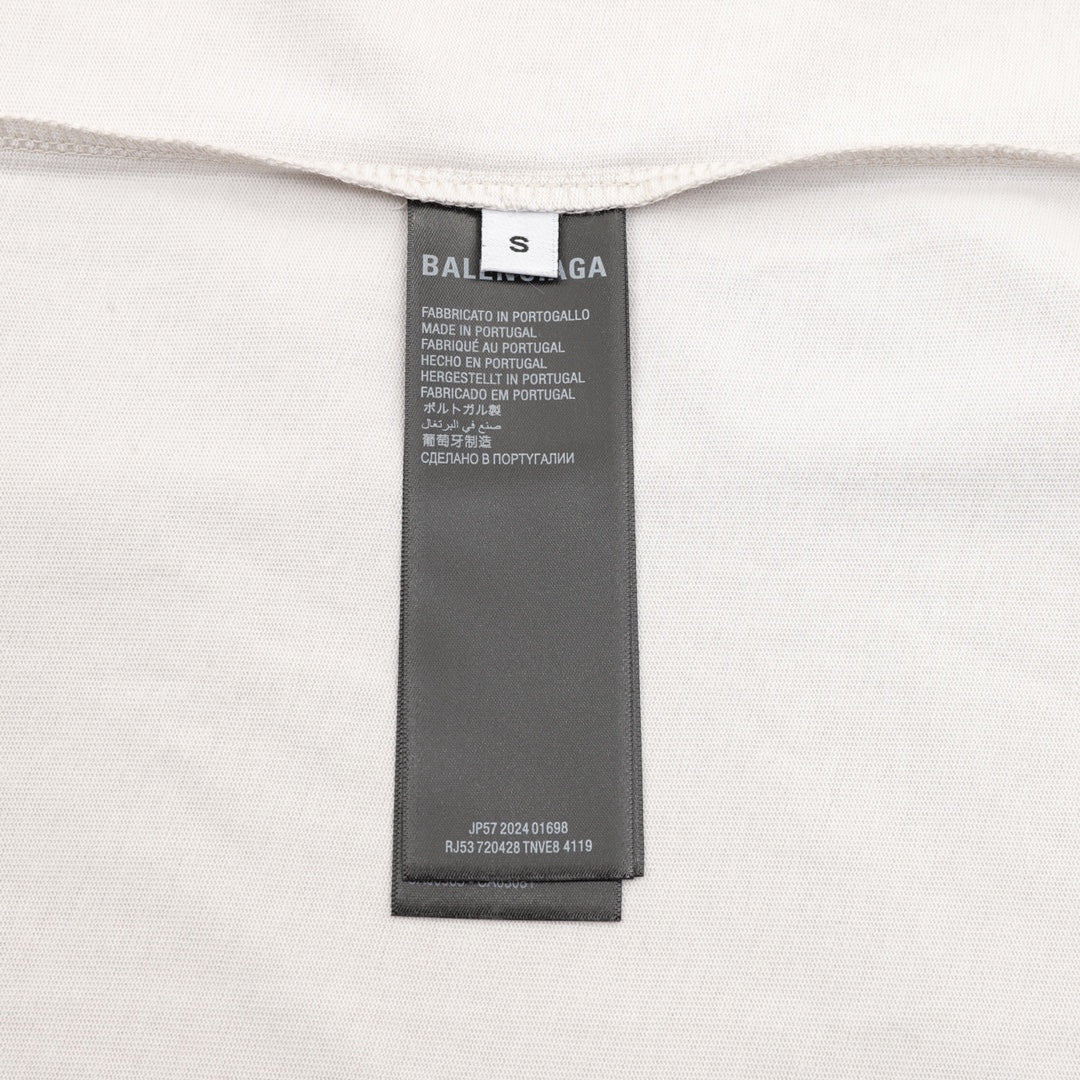 S
BALENCIAGA
FABBRICATO IN PORTOGALLO
MADE IN PORTUGAL
FABRIQUÉ AU PORTUGAL
HECHO EN PORTUGAL
HERGESTELLT IN PORTUGAL
FABRICADO EM PORTUGAL
ポルトガル製
صنع في البرتغال
葡萄牙制造
СДЕЛАНО В ПОРТУГАЛИИ
JP57 2024 01698
RJ53 720428 TNVE8 4119